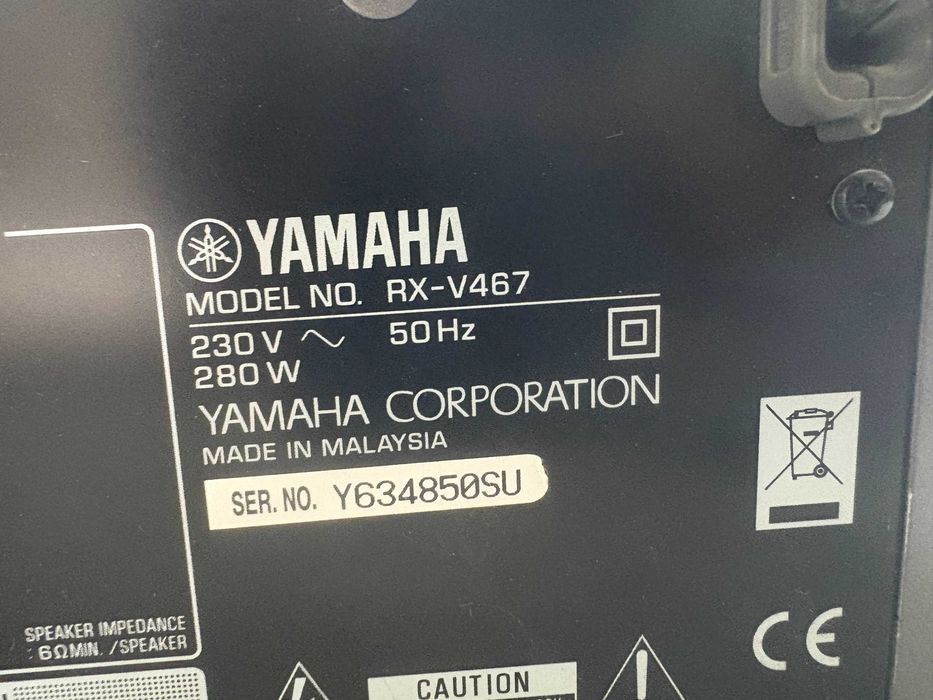 YAMAHA
MODEL NO. RX-V467
230 V ~ 50 Hz
280 W
YAMAHA CORPORATION
MADE IN MALAYSIA
SER. NO. Y634850SU
SPEAKER IMPEDANCE
: 6ΩMIN. /SPEAKER
CE
CAUTION